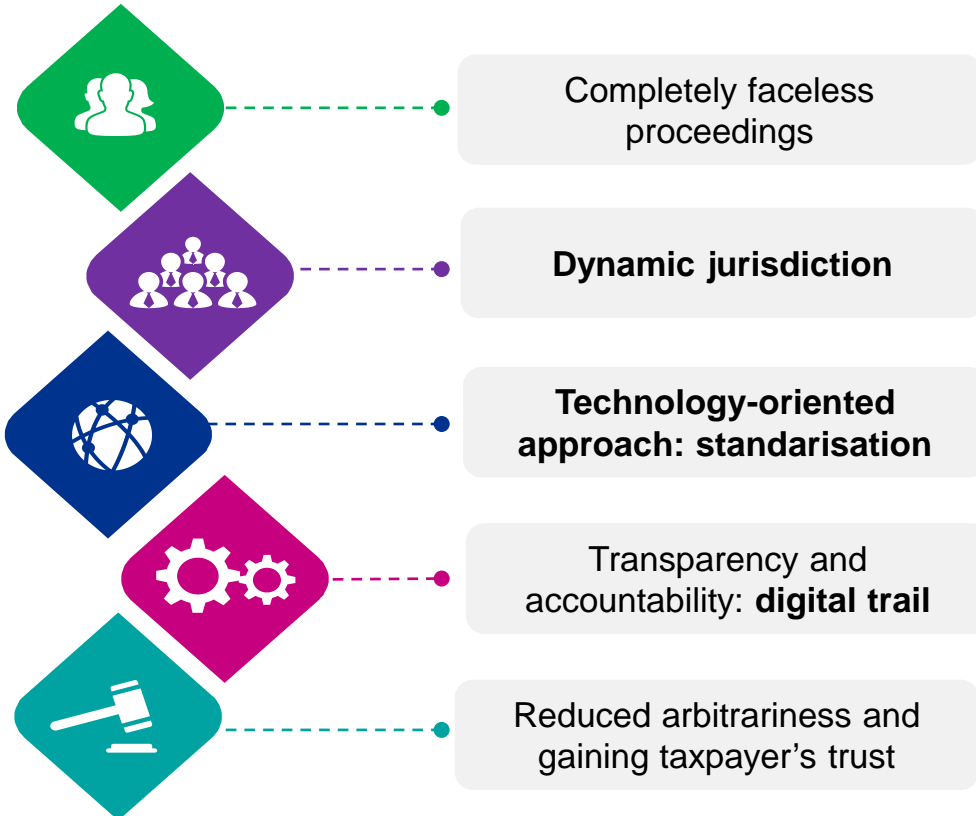 Completely faceless
proceedings
Dynamic jurisdiction
Technology-oriented
approach: standarisation
Transparency and
accountability: digital trail
Reduced arbitrariness and
gaining taxpayer’s trust